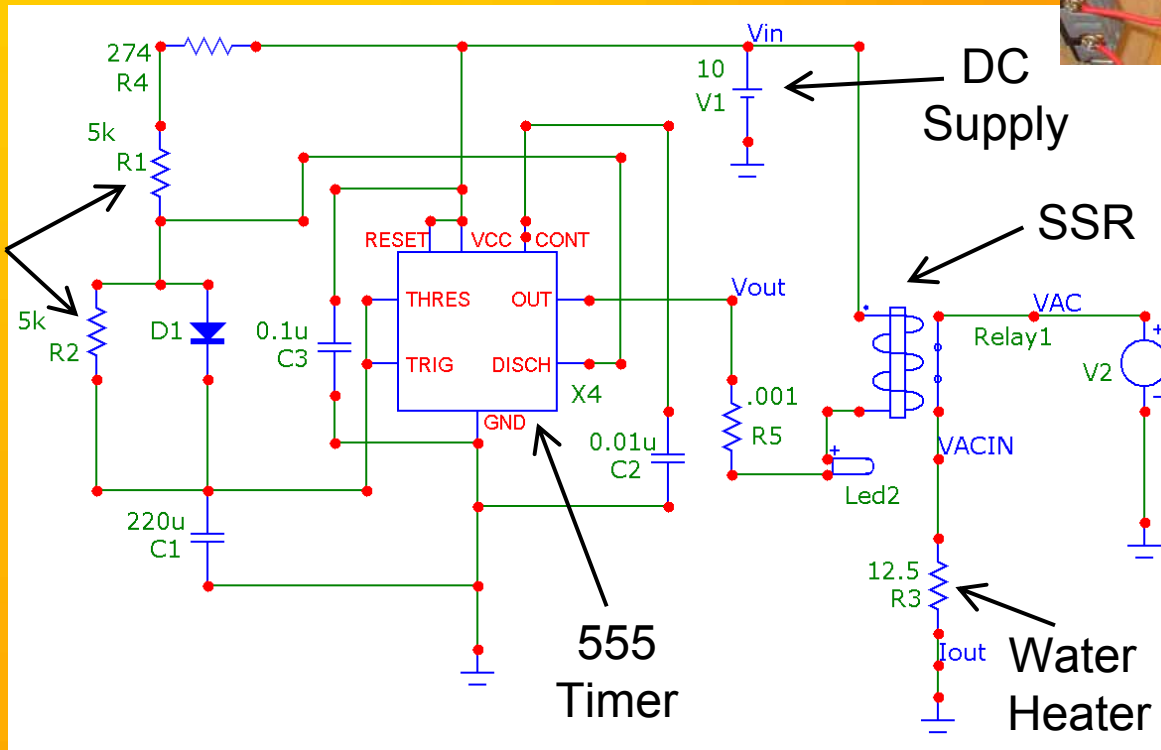 274
R4
Vin
10
V1
DC
Supply
5k
R1
RESET
VCC
CONT
SSR
THRES
OUT
Vout
VAC
Relay1
5k
R2
D1
0.1u
C3
TRIG
DISCH
X4
V2
+
-
.001
R5
GND
0.01u
C2
+
Led2
VACIN
220u
C1
12.5
R3
555
Timer
Iout
Water
Heater